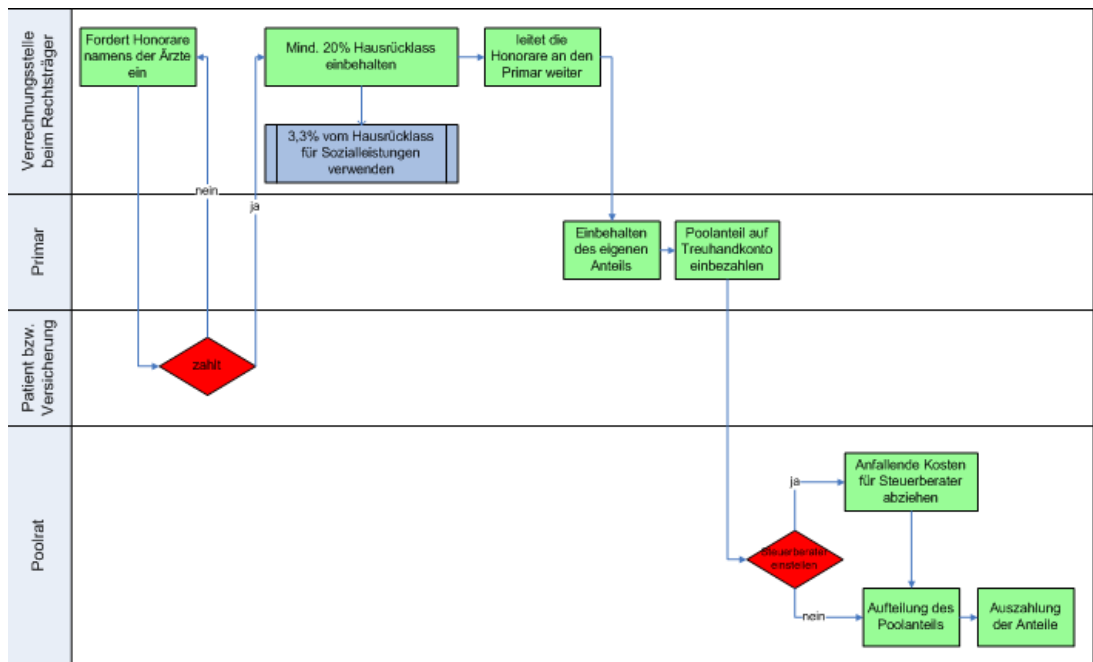 Verrechnungsstelle
beim Rechtsträger
Fordert Honorare
namens der Ärzte
ein
Mind. 20% Hausrücklass
einbehalten
leitet die
Honorare an den
Primar weiter
3,3% vom Hausrücklass
für Sozialleistungen
verwenden
nein
ja
Primar
Einbehalten
des eigenen
Anteils
Poolanteil auf
Treuhandkonto
einbezahlen
Patient bzw.
Versicherung
zahlt
Poolrat
Anfallende Kosten
für Steuerberater
abziehen
ja
Steuerberater
einstellen
nein
Aufteilung des
Poolanteils
Auszahlung
der Anteile